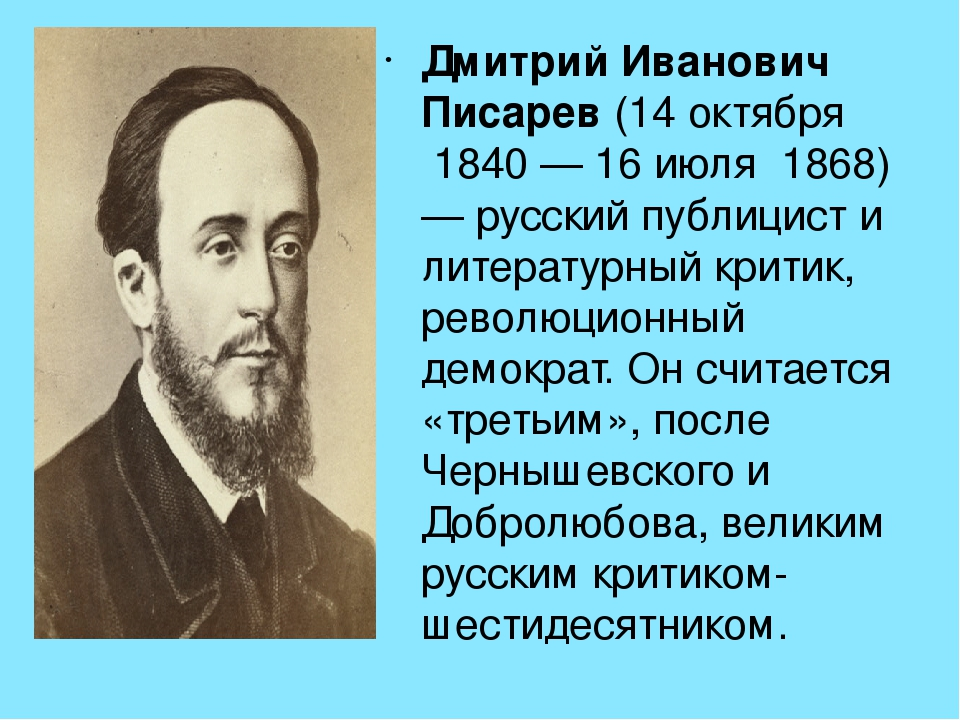 • Дмитрий Иванович
Писарев (14 октября
1840 — 16 июля 1868)
— русский публицист и
литературный критик,
революционный
демократ. Он считается
«третьим», после
Чернышевского и
Добролюбова, великим
русским критиком-
шестидесятником.